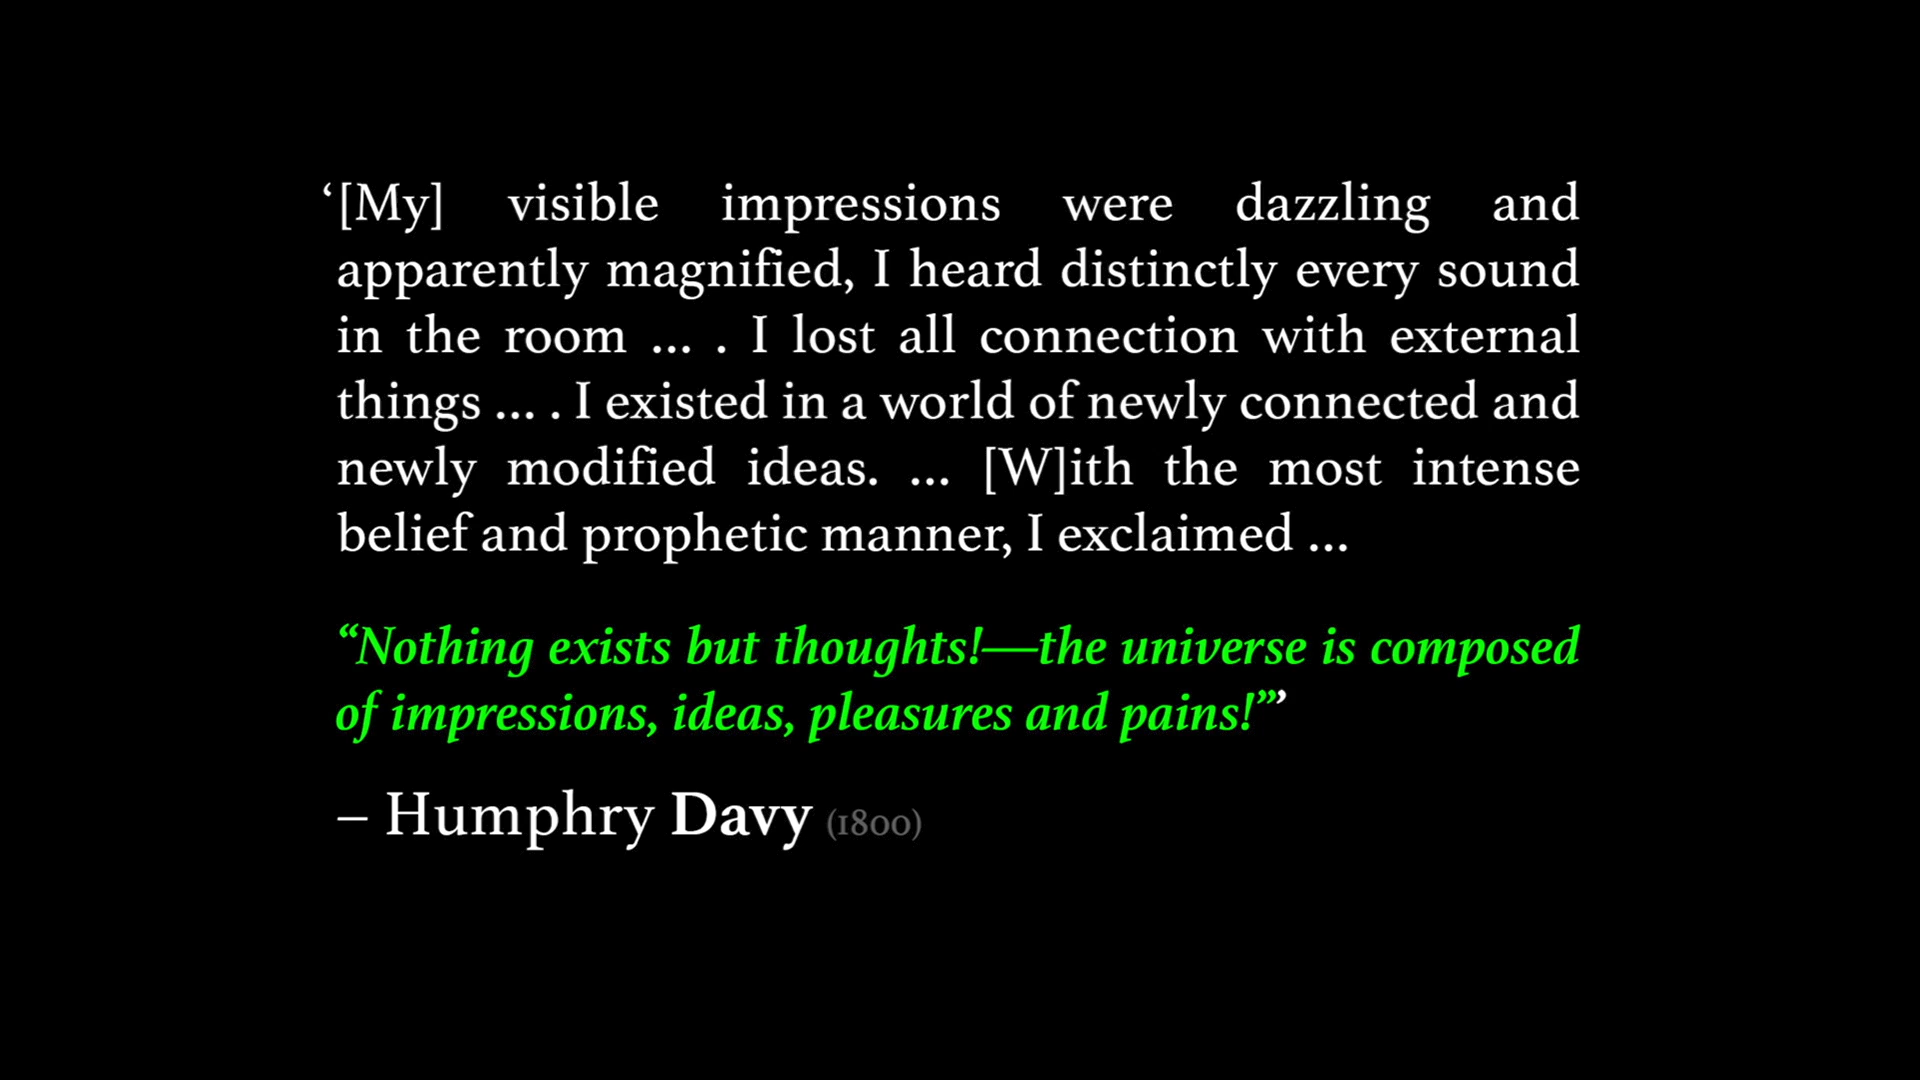 ‘[My] visible impressions were dazzling and
apparently magnified, I heard distinctly every sound
in the room ... . I lost all connection with external
things ... . I existed in a world of newly connected and
newly modified ideas. ... [W]ith the most intense
belief and prophetic manner, I exclaimed ...
“Nothing exists but thoughts!—the universe is composed
of impressions, ideas, pleasures and pains!”’
– Humphry Davy (1800)